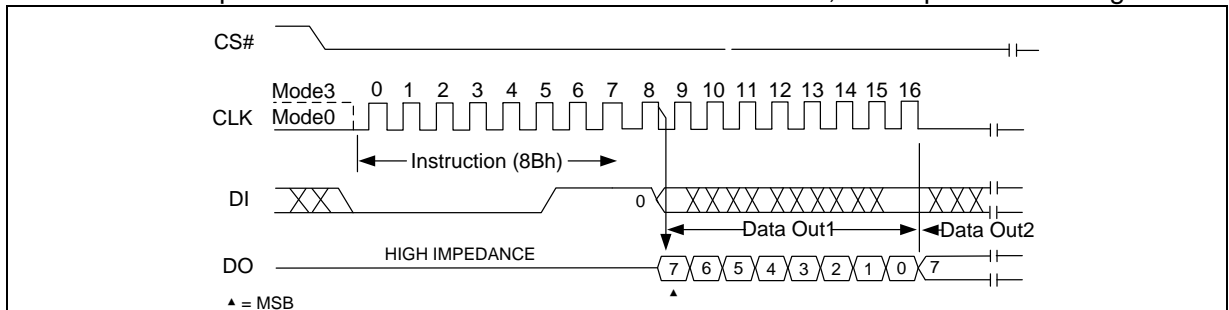 CS#
Mode3 0 1 2 3 4 5 6 7 8 9 10 11 12 13 14 15 16
CLK Mode0
Instruction (8Bh)
DI 0
Data Out1 Data Out2
DO HIGH IMPEDANCE 7 6 5 4 3 2 1 0 7
▲ = MSB